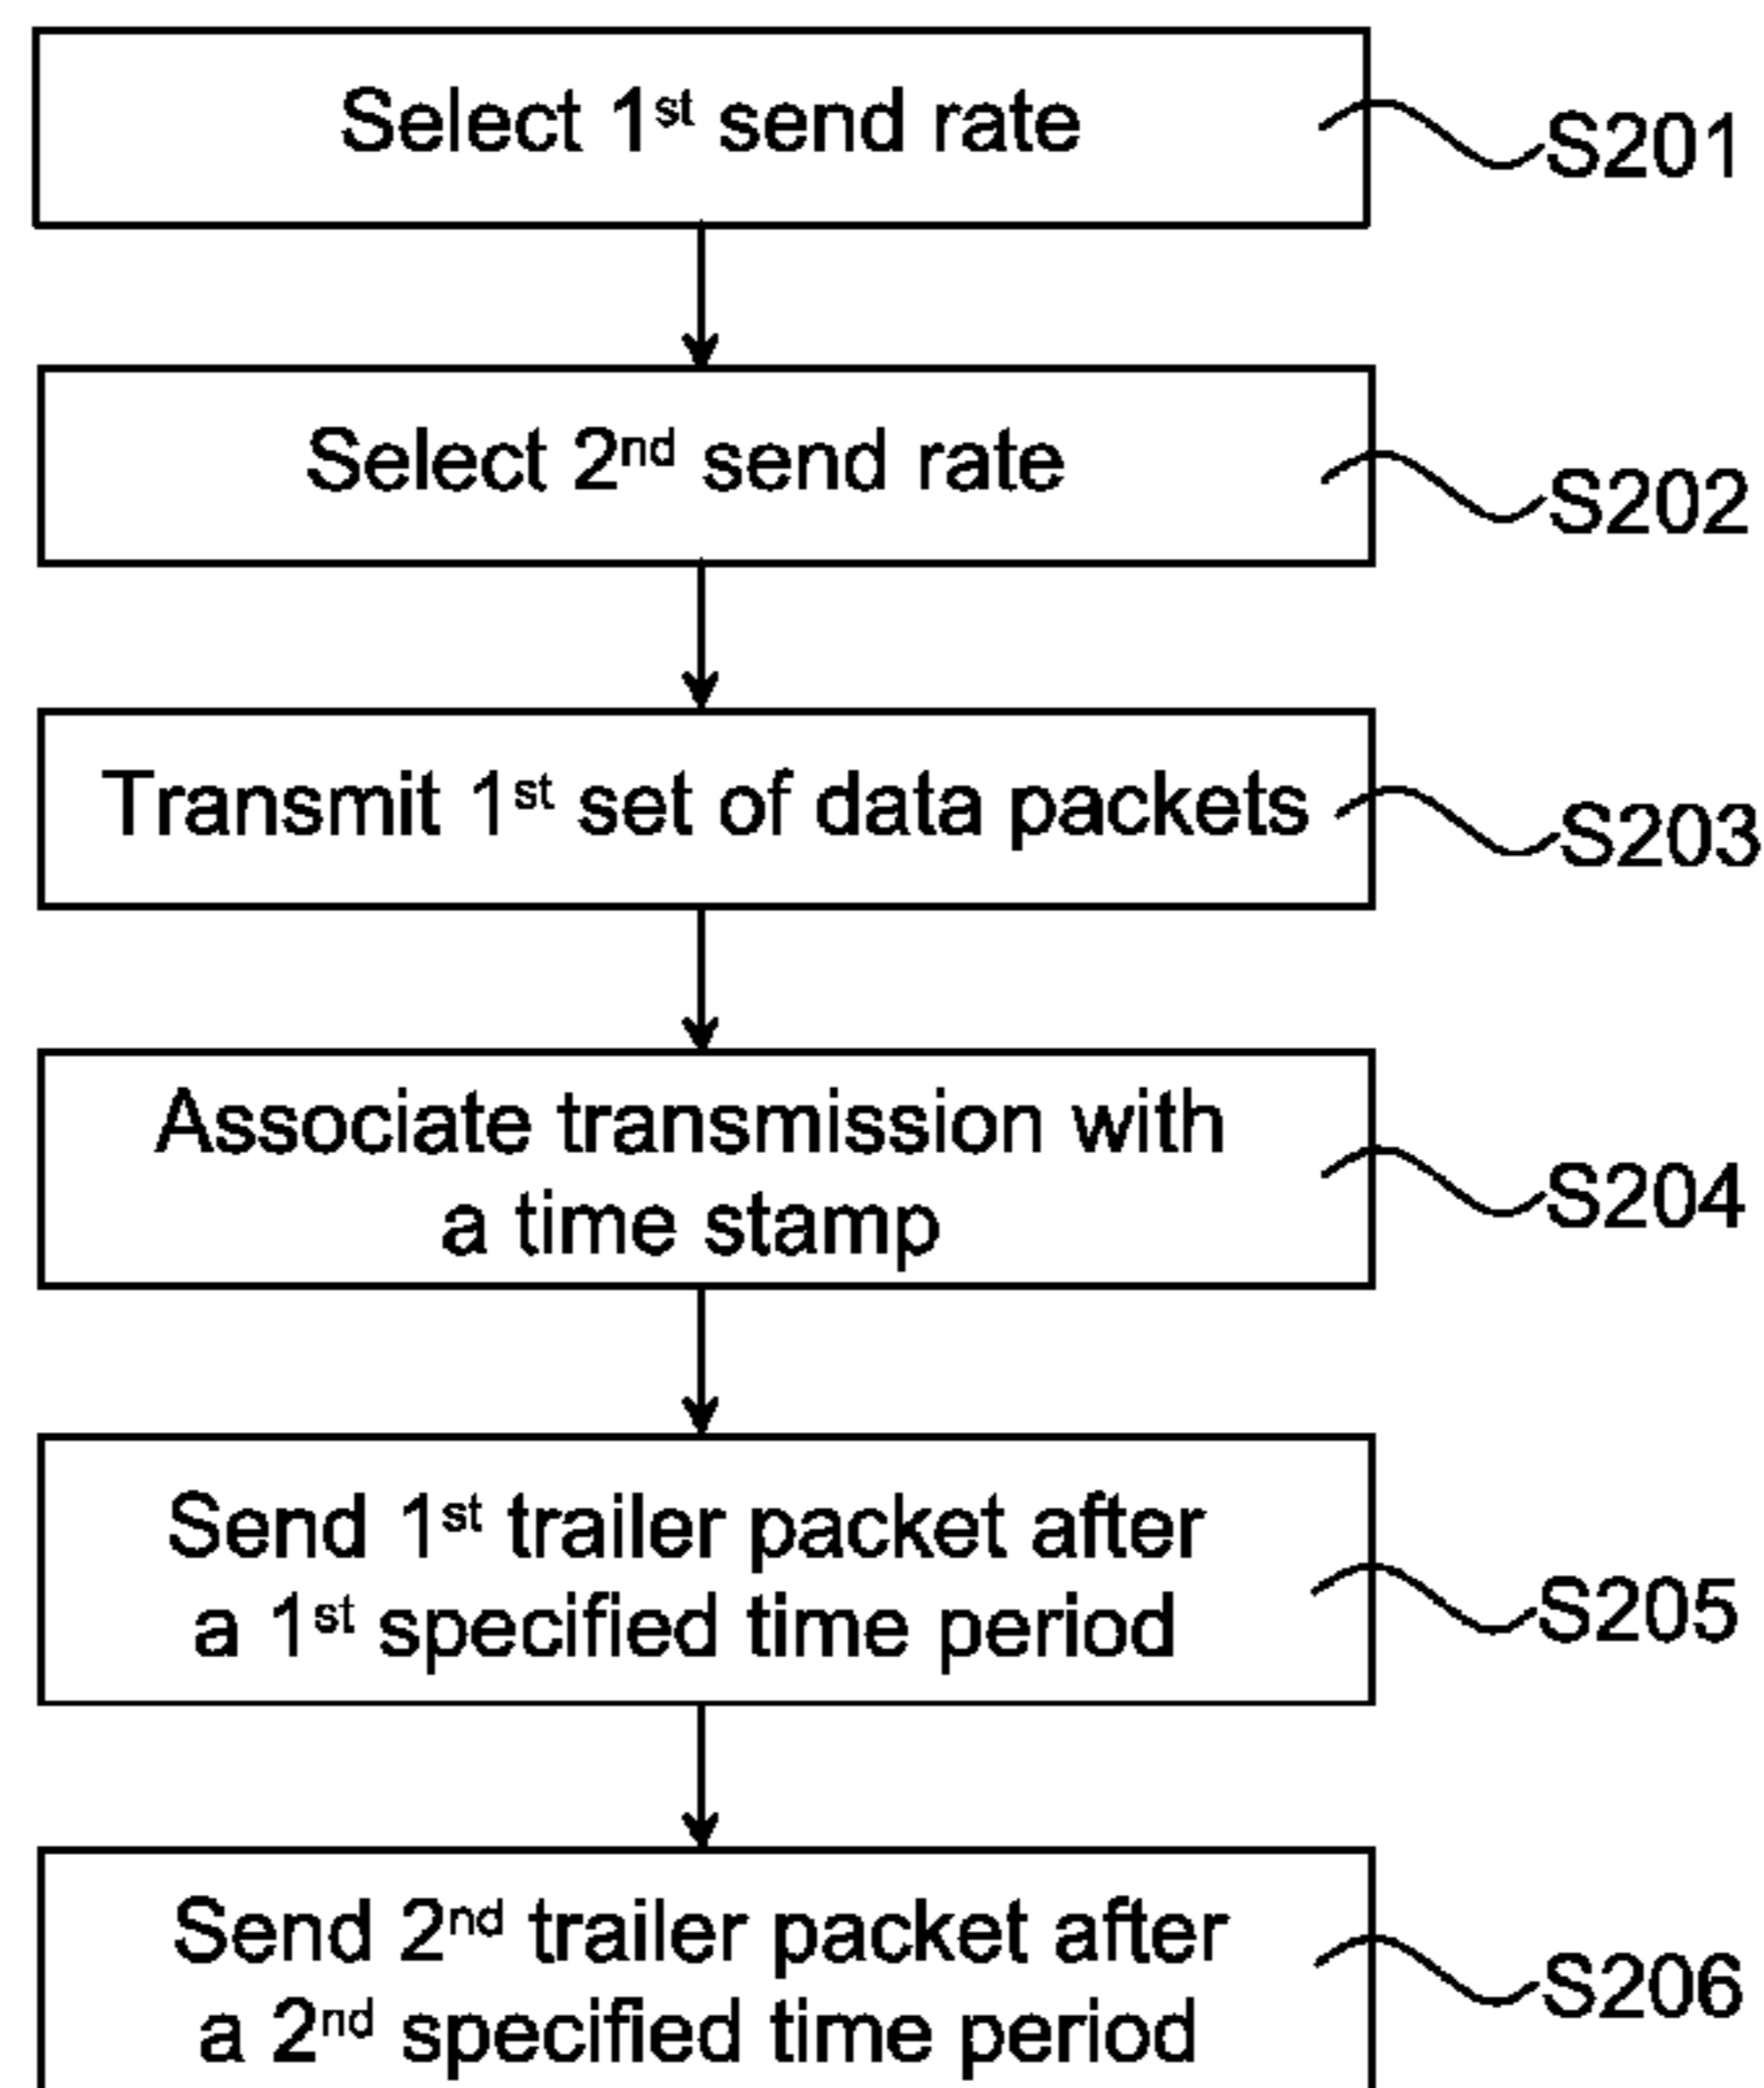 Select 1st send rate
S201
Select 2nd send rate
S202
Transmit 1st set of data packets
S203
Associate transmission with
a time stamp
S204
Send 1st trailer packet after
a 1st specified time period
S205
Send 2nd trailer packet after
a 2nd specified time period
S206